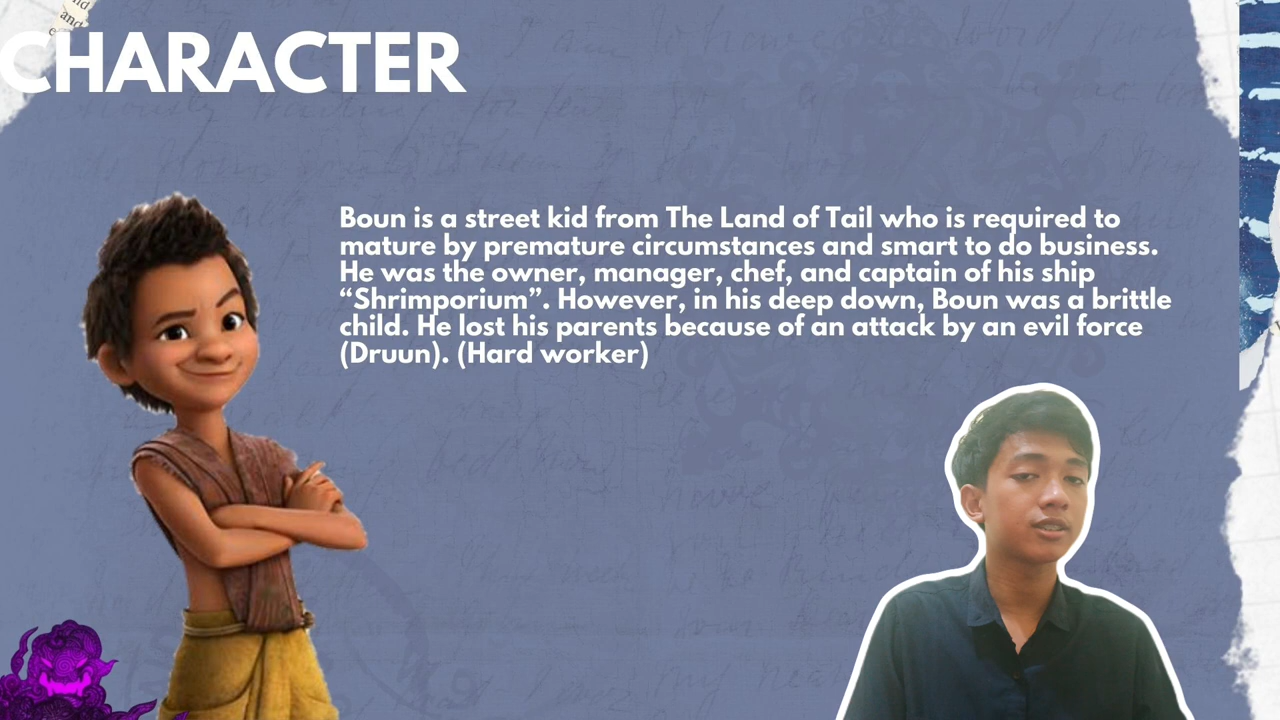 and
CHARACTER
Boun is a street kid from The Land of Tail who is required to
mature by premature circumstances and smart to do business.
He was the owner, manager, chef, and captain of his ship
“Shrimporium”. However, in his deep down, Boun was a brittle
child. He lost his parents because of an attack by an evil force
(Druun). (Hard worker)